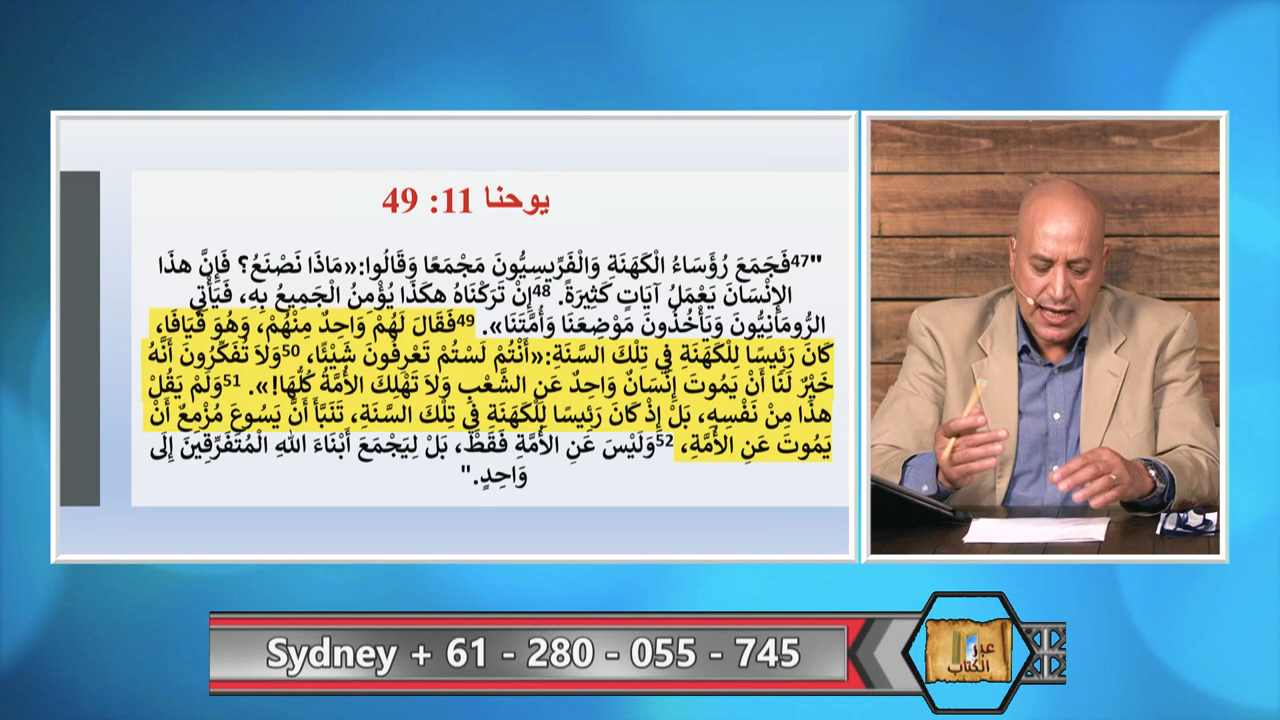 يوحنا 11: 49
"⁴⁷فَجَمَعَ رُؤَسَاءُ الْكَهَنَةِ وَالْفَرِّيسِيُّونَ مَجْمَعًا وَقَالُوا:«مَاذَا نَصْنَعُ؟ فَإِنَّ هذَا
الإِنْسَانَ يَعْمَلُ آيَاتٍ كَثِيرَةً. ⁴⁸إِنْ تَرَكْنَاهُ هكَذَا يُؤْمِنُ الْجَمِيعُ بِهِ، فَيَأْتِي
الرُّومَانِيُّونَ وَيَأْخُذُونَ مَوْضِعَنَا وَأُمَّتَنَا». ⁴⁹فَقَالَ لَهُمْ وَاحِدٌ مِنْهُمْ، وَهُوَ قَيَافَا،
كَانَ رَئِيسًا لِلْكَهَنَةِ فِي تِلْكَ السَّنَةِ:«أَنْتُمْ لَسْتُمْ تَعْرِفُونَ شَيْئًا، ⁵⁰وَلاَ تُفَكِّرُونَ أَنَّهُ
خَيْرٌ لَنَا أَنْ يَمُوتَ إِنْسَانٌ وَاحِدٌ عَنِ الشَّعْبِ وَلاَ تَهْلِكَ الأُمَّةُ كُلُّهَا!». ⁵¹وَلَمْ يَقُلْ
هذَا مِنْ نَفْسِهِ، بَلْ إِذْ كَانَ رَئِيسًا لِلْكَهَنَةِ فِي تِلْكَ السَّنَةِ، تَنَبَّأَ أَنَّ يَسُوعَ مُزْمِعٌ أَنْ
يَمُوتَ عَنِ الأُمَّةِ، ⁵²وَلَيْسَ عَنِ الأُمَّةِ فَقَطْ، بَلْ لِيَجْمَعَ أَبْنَاءَ اللهِ الْمُتَفَرِّقِينَ إِلَى
وَاحِدٍ."
Sydney + 61 - 280 - 055 - 745
عبر
الكتاب